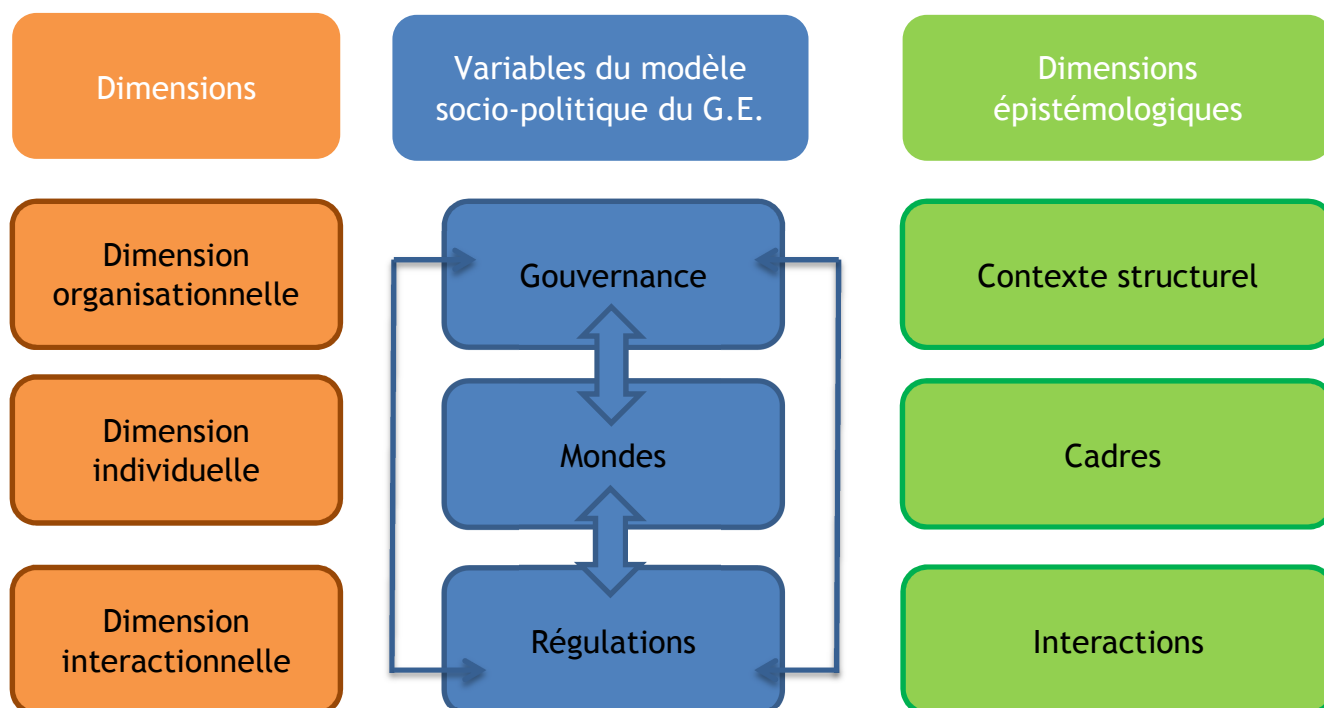 Dimensions
Variables du modèle
socio-politique du G.E.
Dimensions
épistémologiques
Dimension
organisationnelle
Gouvernance
Contexte structurel
Dimension
individuelle
Mondes
Cadres
Dimension
interactionnelle
Régulations
Interactions